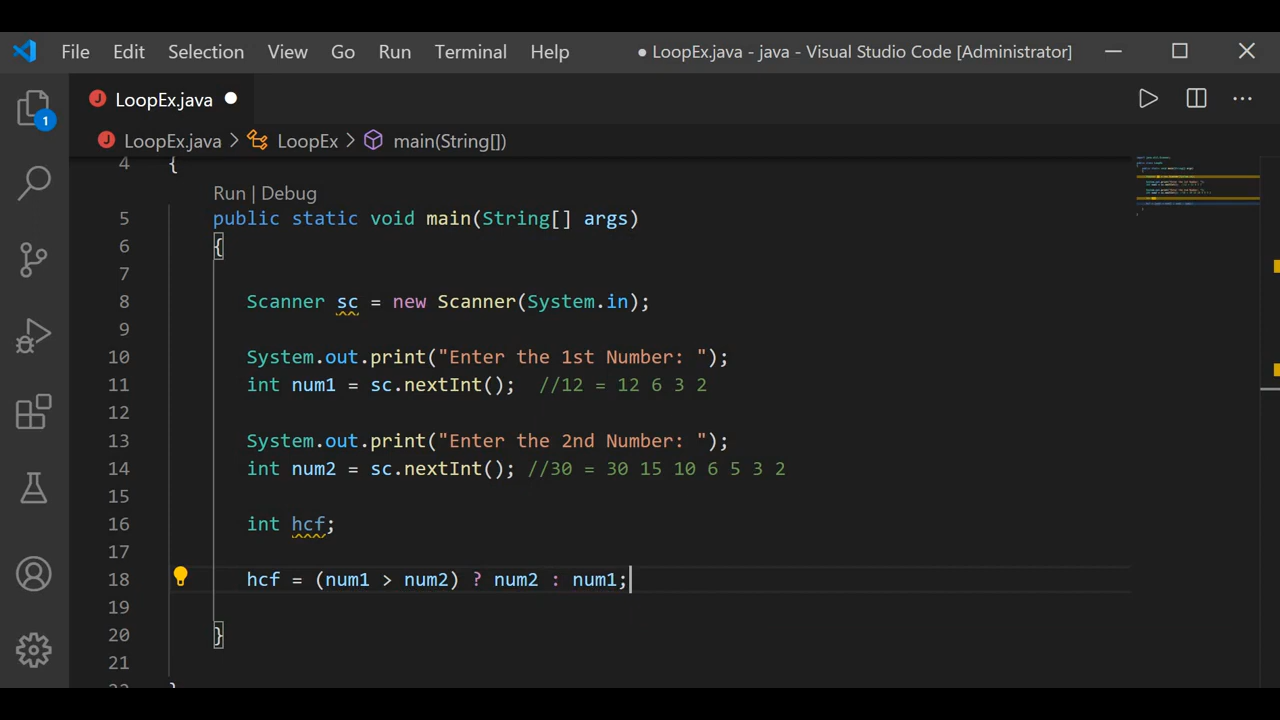 File Edit Selection View Go Run Terminal Help ● LoopEx.java - java - Visual Studio Code [Administrator]
1
J LoopEx.java ●
J LoopEx.java > LoopEx > main(String[])
4 {
Run | Debug
5 public static void main(String[] args)
6 {
7
8 Scanner sc = new Scanner(System.in);
9
10 System.out.print("Enter the 1st Number: ");
11 int num1 = sc.nextInt(); //12 = 12 6 3 2
12
13 System.out.print("Enter the 2nd Number: ");
14 int num2 = sc.nextInt(); //30 = 30 15 10 6 5 3 2
15
16 int hcf;
17
18 hcf = (num1 > num2) ? num2 : num1;
19
20 }
21
22 }